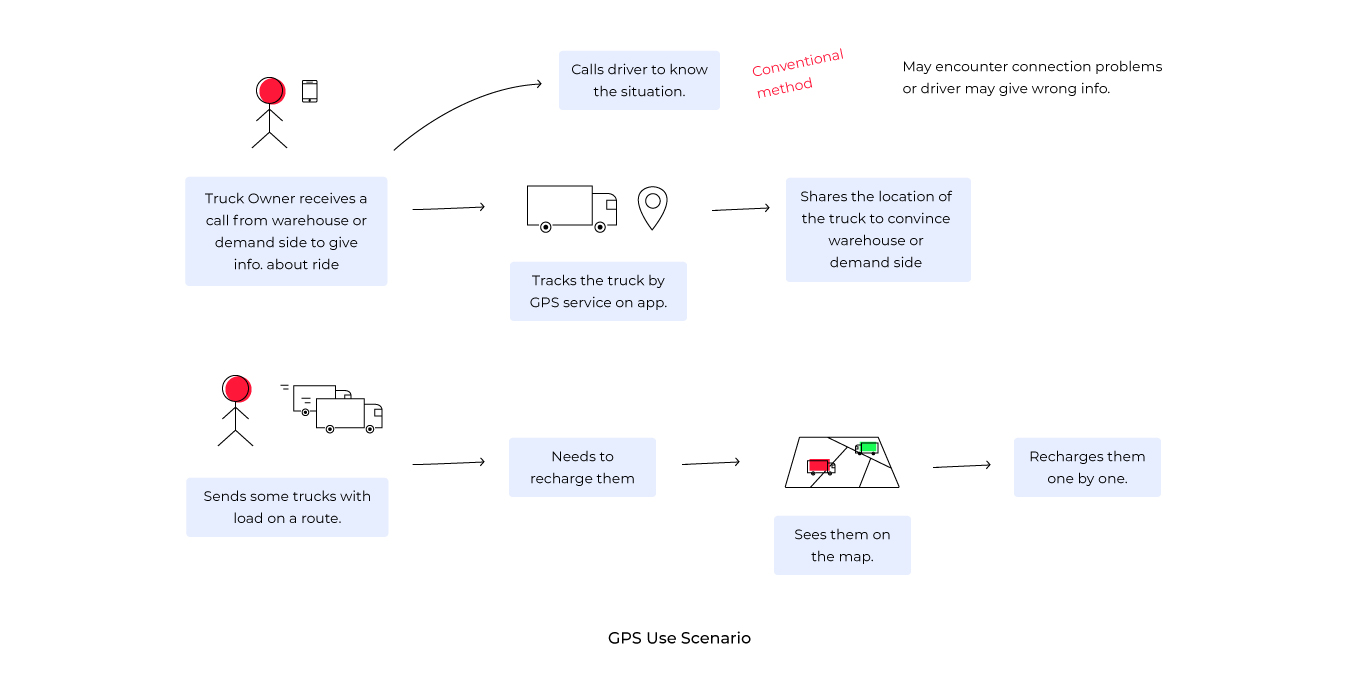 Calls driver to know
the situation.
Conventional
method
May encounter connection problems
or driver may give wrong info.
Truck Owner receives a
call from warehouse or
demand side to give
info. about ride
Tracks the truck by
GPS service on app.
Shares the location of
the truck to convince
warehouse or
demand side
Sends some trucks with
load on a route.
Needs to
recharge them
Sees them on
the map.
Recharges them
one by one.
GPS Use Scenario